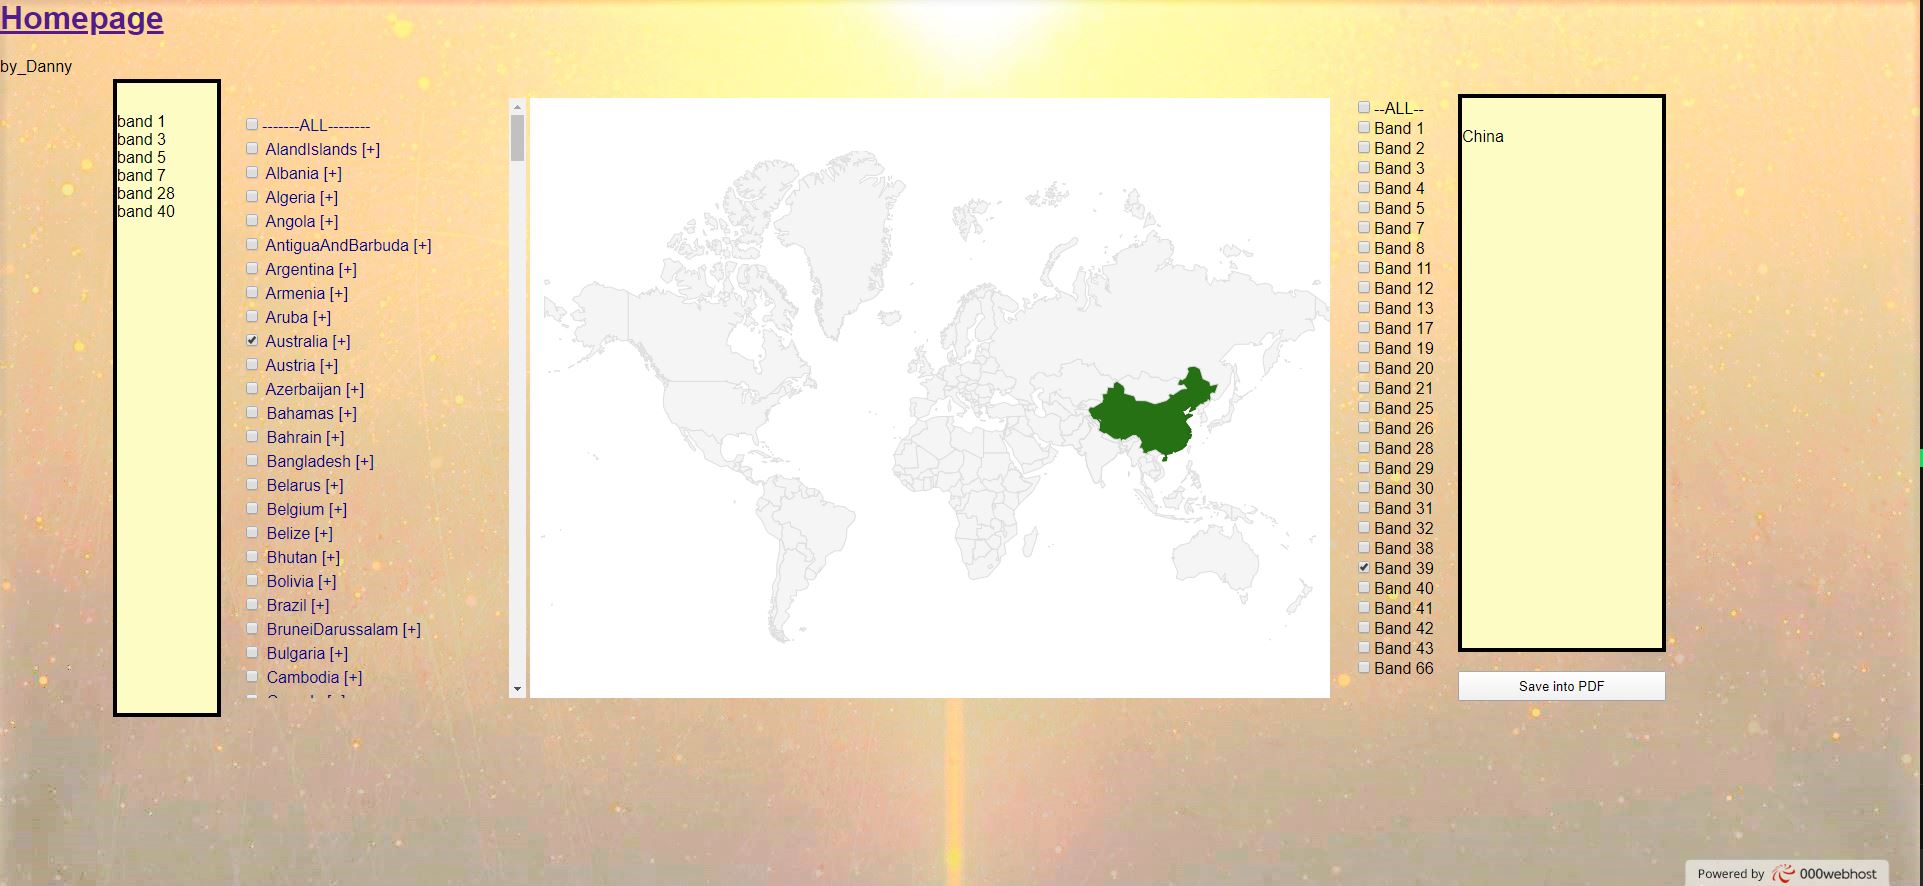 Homepage
by_Danny
band 1
band 3
band 5
band 7
band 28
band 40
-------ALL--------
AlandIslands [+]
Albania [+]
Algeria [+]
Angola [+]
AntiguaAndBarbuda [+]
Argentina [+]
Armenia [+]
Aruba [+]
Australia [+]
Austria [+]
Azerbaijan [+]
Bahamas [+]
Bahrain [+]
Bangladesh [+]
Belarus [+]
Belgium [+]
Belize [+]
Bhutan [+]
Bolivia [+]
Brazil [+]
BruneiDarussalam [+]
Bulgaria [+]
Cambodia [+]
--ALL--
Band 1
Band 2
Band 3
Band 4
Band 5
Band 7
Band 8
Band 11
Band 12
Band 13
Band 17
Band 19
Band 20
Band 21
Band 25
Band 26
Band 28
Band 29
Band 30
Band 31
Band 32
Band 38
Band 39
Band 40
Band 41
Band 42
Band 43
Band 66
China
Save into PDF
Powered by 000webhost